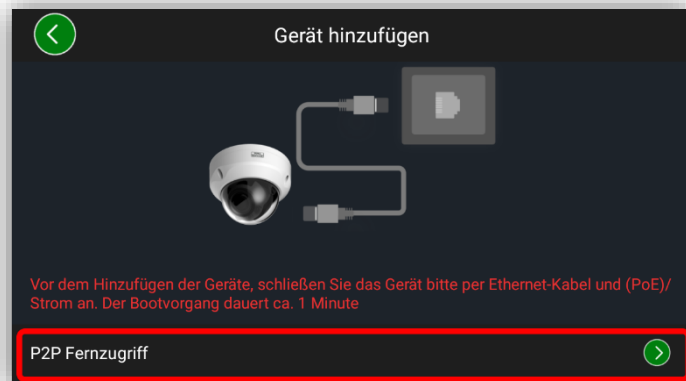 Gerät hinzufügen
Vor dem Hinzufügen der Geräte, schließen Sie das Gerät bitte per Ethernet-Kabel und (PoE)/
Strom an. Der Bootvorgang dauert ca. 1 Minute
P2P Fernzugriff